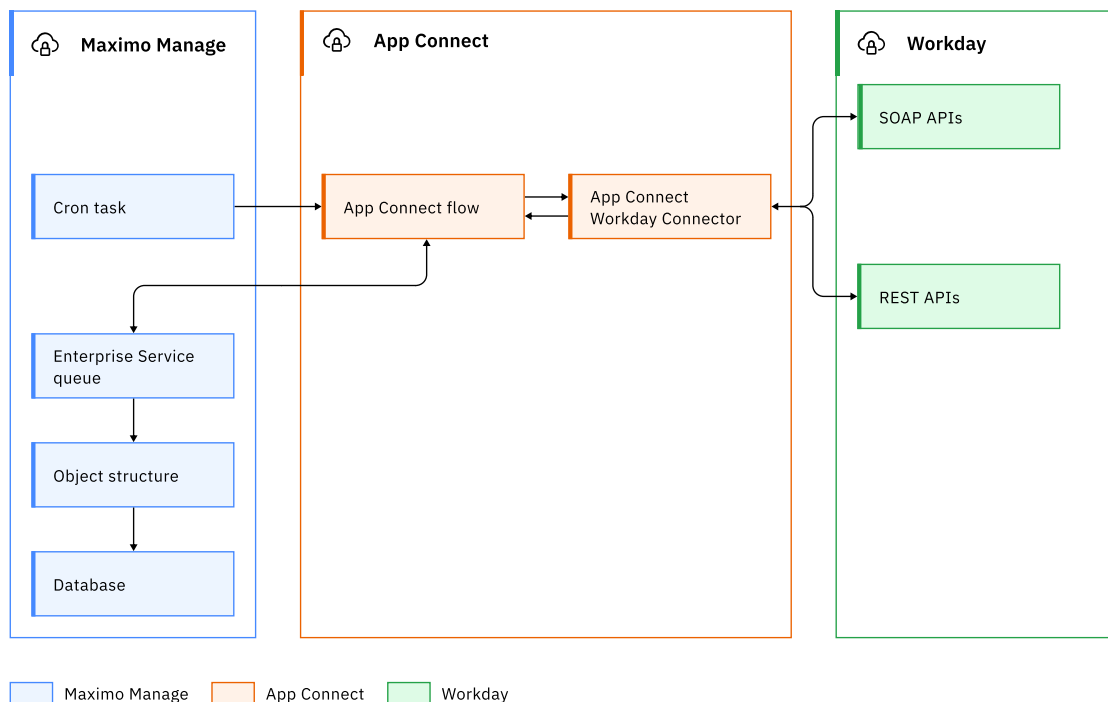 Maximo Manage
App Connect
Workday
SOAP APIs
Cron task
App Connect flow
App Connect
Workday Connector
REST APIs
Enterprise Service
queue
Object structure
Database
Maximo Manage
App Connect
Workday